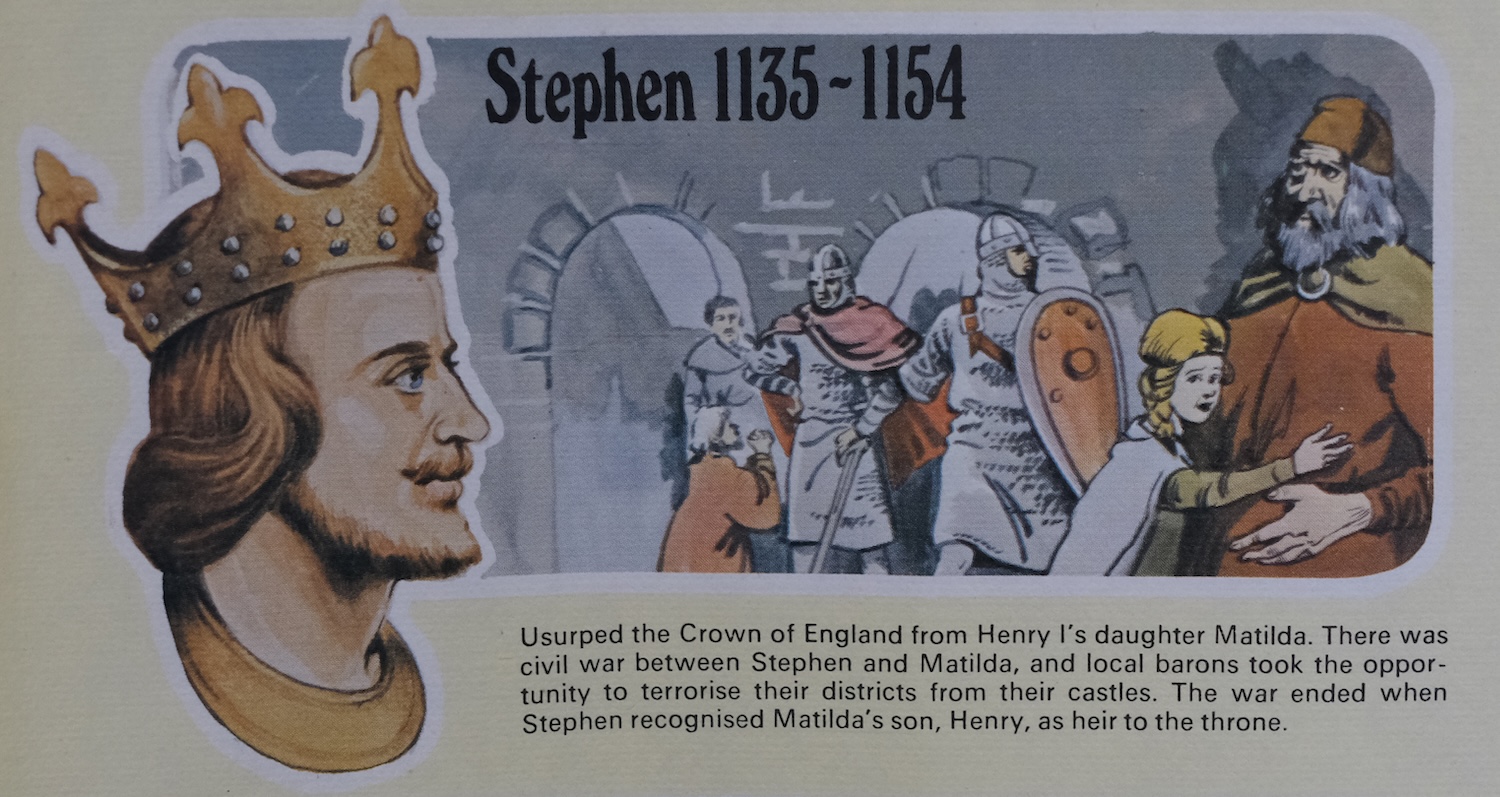 Stephen 1135~1154
Usurped the Crown of England from Henry I's daughter Matilda. There was
civil war between Stephen and Matilda, and local barons took the oppor-
tunity to terrorise their districts from their castles. The war ended when
Stephen recognised Matilda's son, Henry, as heir to the throne.